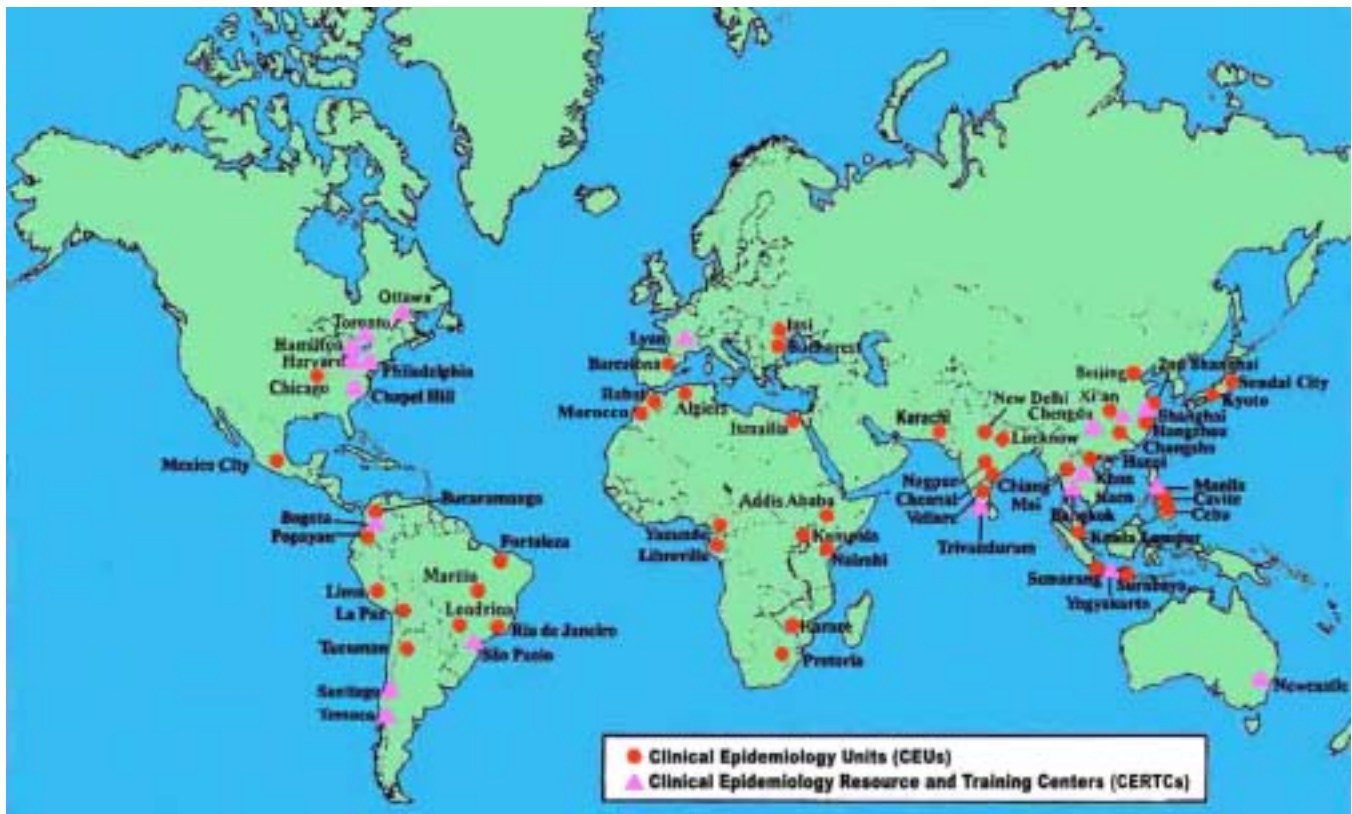 Ottawa
Toronto
Hamilton
Harvard
Philadelphia
Chicago
Chapel Hill
Mexico City
Bucaramanga
Bogota
Popayan
Fortaleza
Lima
Marilia
La Paz
Londrina
Rio de Janeiro
Tucuman
São Paulo
Santiago
Temuco
Lyon
Iasi
Bucharest
Barcelona
Rabat
Morocco
Algiers
Ismailia
Addis Ababa
Yaunde
Libreville
Kampala
Nairobi
Harare
Pretoria
Karachi
New Delhi
Lucknow
Nagpur
Chennai
Vellore
Trivandurum
Beijing
2nd Shanghai
Xi'an
Chengdu
Shanghai
Hangzhou
Changsha
Sendai City
Kyoto
Hanoi
Khon
Kaen
Chiang
Mai
Bangkok
Manila
Cavite
Cebu
Kuala Lumpur
Semarang
Surabaya
Yogyakarta
Newcastle
Clinical Epidemiology Units (CEUs)
Clinical Epidemiology Resource and Training Centers (CERTCs)